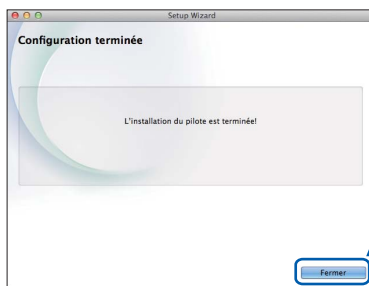 Setup Wizard
Configuration terminée
L'installation du pilote est terminée!
Fermer